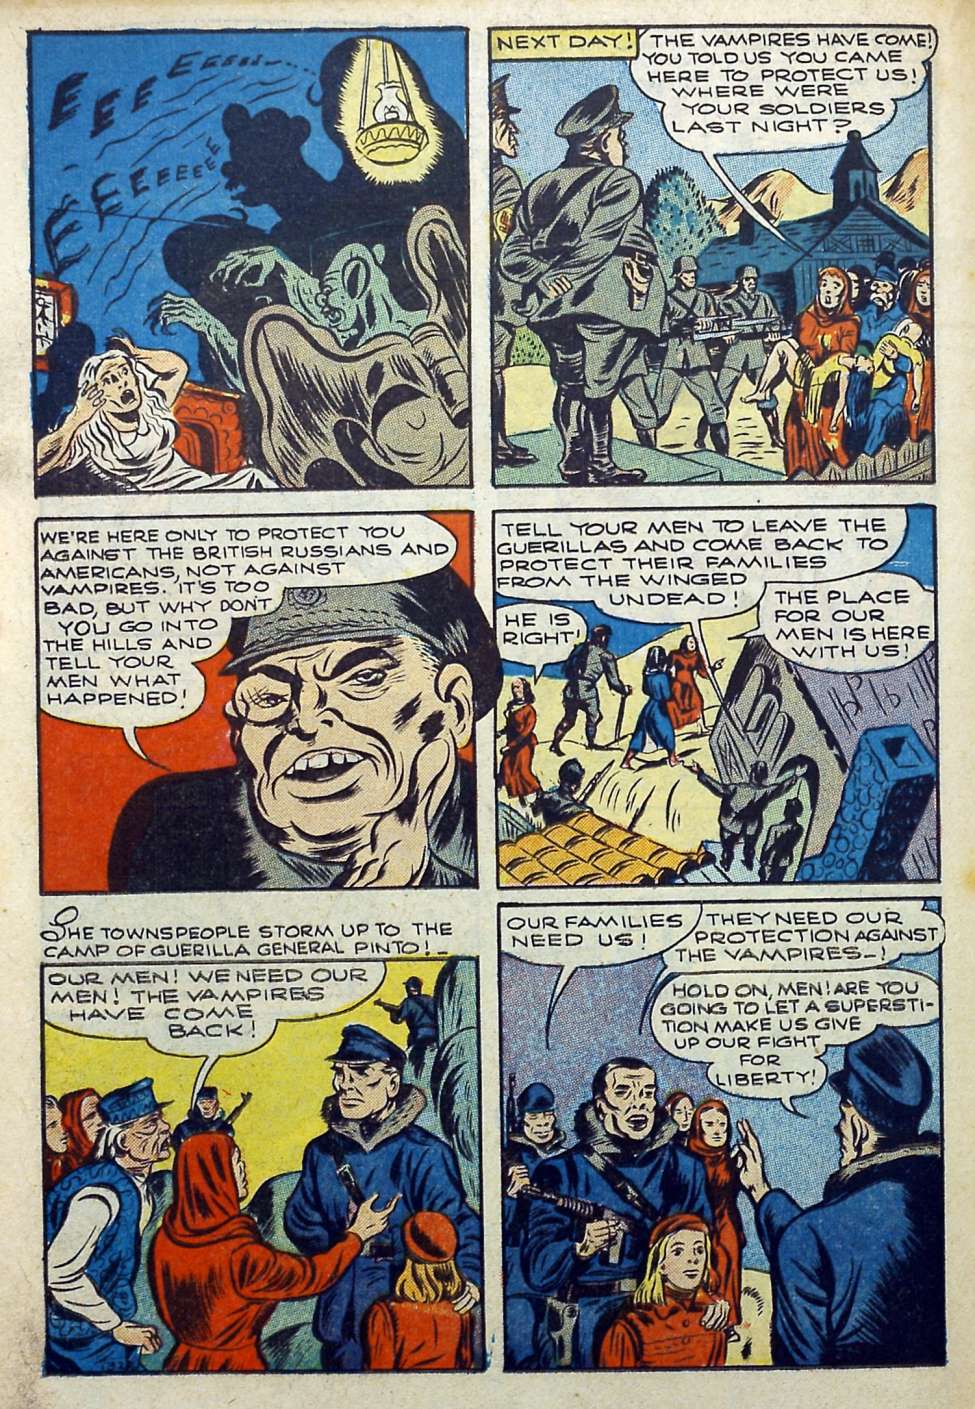 EEE EEEEE
EEEEEEEE
E
NEXT DAY!
THE VAMPIRES HAVE COME!
YOU TOLD US YOU CAME
HERE TO PROTECT US!
WHERE WERE
YOUR SOLDIERS
LAST NIGHT?
WE'RE HERE ONLY TO PROTECT YOU
AGAINST THE BRITISH RUSSIANS AND
AMERICANS, NOT AGAINST
VAMPIRES. IT'S TOO
BAD, BUT WHY DON'T
YOU GO INTO
THE HILLS AND
TELL YOUR
MEN WHAT
HAPPENED!
TELL YOUR MEN TO LEAVE THE
GUERILLAS AND COME BACK TO
PROTECT THEIR FAMILIES
FROM THE WINGED
UNDEAD!
HE IS
RIGHT!
THE PLACE
FOR OUR
MEN IS HERE
WITH US!
THE TOWNSPEOPLE STORM UP TO THE
CAMP OF GUERILLA GENERAL PINTO!—
OUR MEN! WE NEED OUR
MEN! THE VAMPIRES
HAVE COME
BACK!
OUR FAMILIES
NEED US!
THEY NEED OUR
PROTECTION AGAINST
THE VAMPIRES—!
HOLD ON, MEN! ARE YOU
GOING TO LET A SUPERSTI-
TION MAKE US GIVE
UP OUR FIGHT
FOR
LIBERTY!